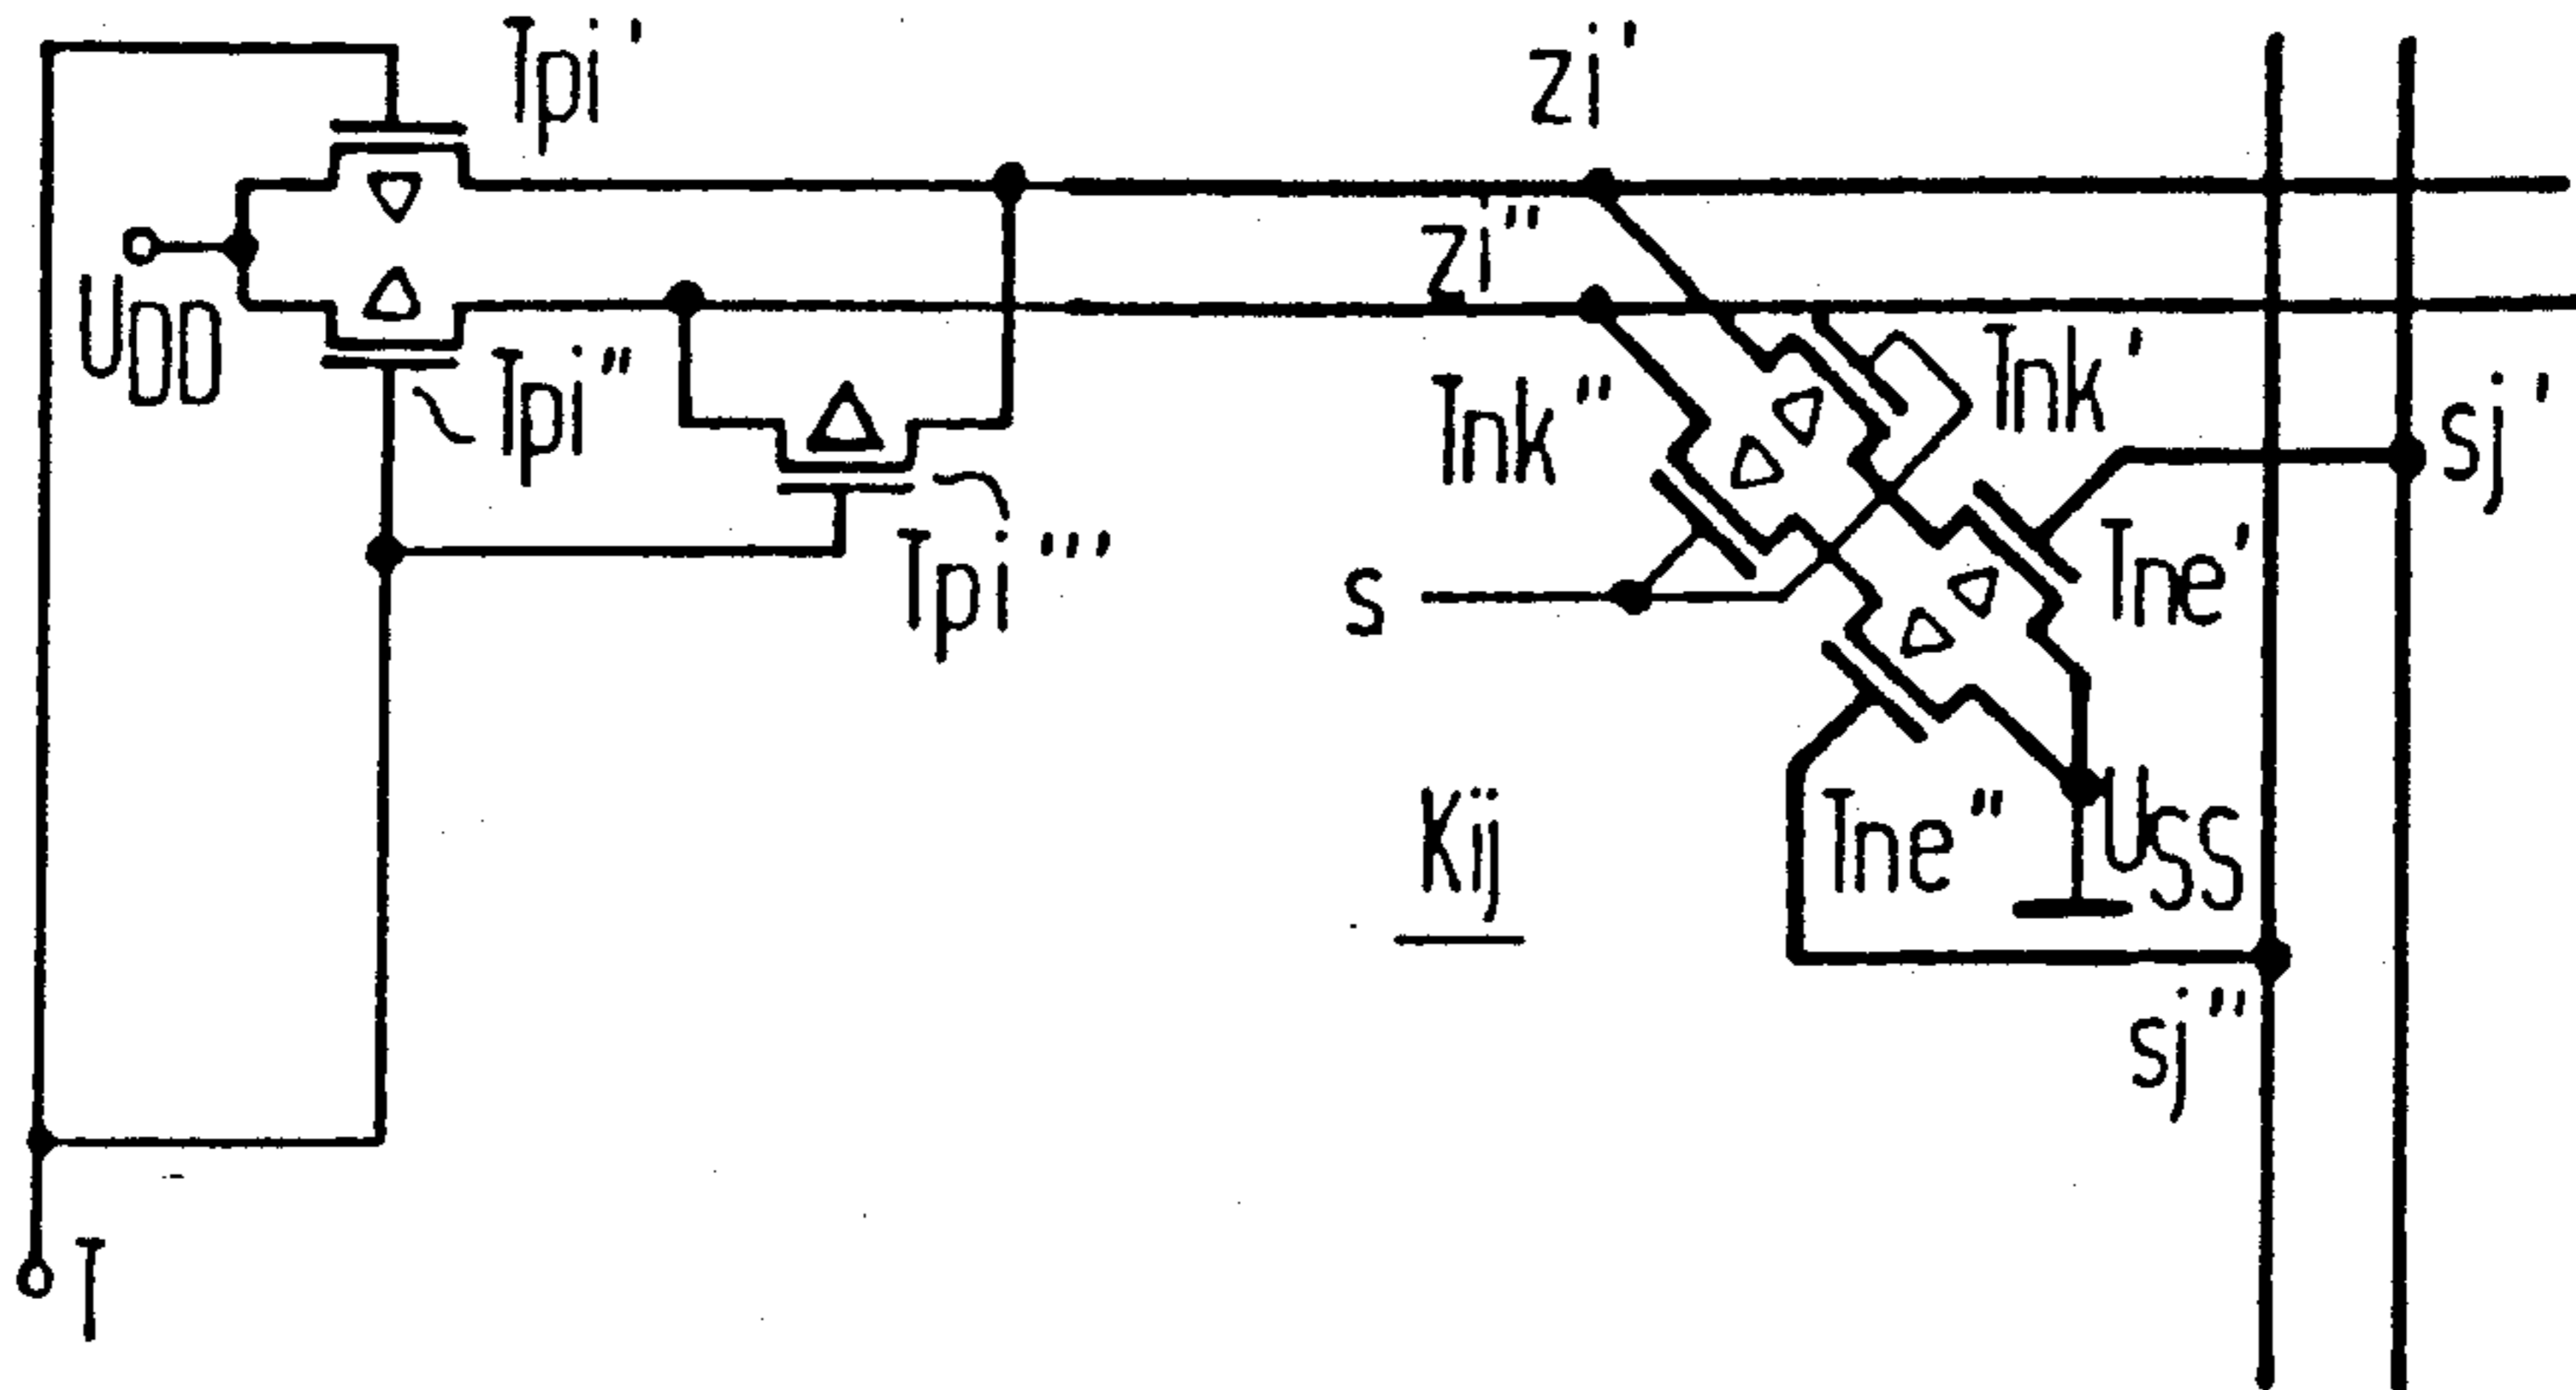 Tpi'
zi'
zi"
UDD
Tpi"
Tnk"
Tnk'
sj'
Tpi'''
s
Tne'
Kij
Tne"
USS
sj"
T